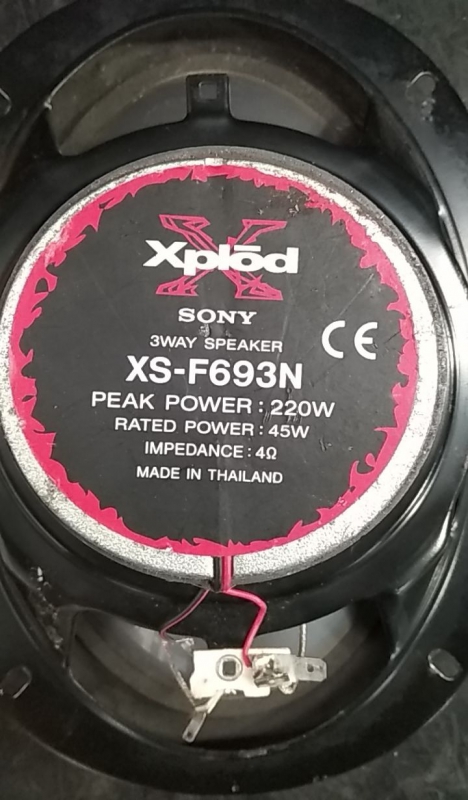 Xplōd
SONY
3WAY SPEAKER
CE
XS-F693N
PEAK POWER : 220W
RATED POWER : 45W
IMPEDANCE : 4Ω
MADE IN THAILAND